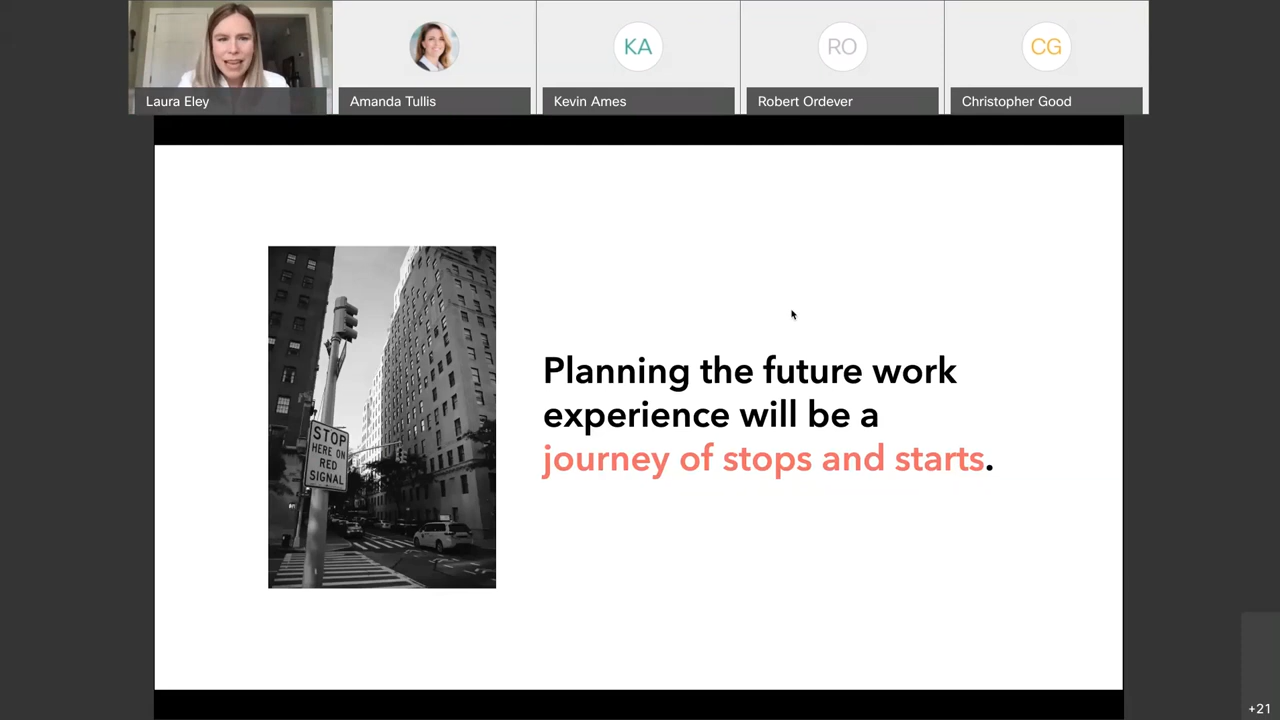 Laura Eley
Amanda Tullis
KA
Kevin Ames
RO
Robert Ordever
CG
Christopher Good
STOP
HERE ON
RED
SIGNAL
Planning the future work
experience will be a
journey of stops and starts.
+21